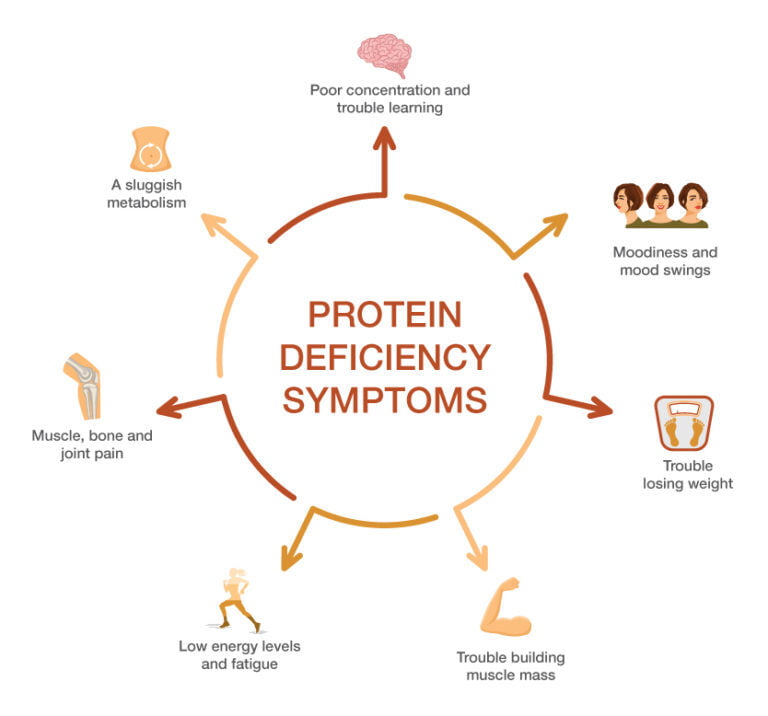 PROTEIN
DEFICIENCY
SYMPTOMS
Poor concentration and
trouble learning
Moodiness and
mood swings
Trouble
losing weight
Trouble building
muscle mass
Low energy levels
and fatigue
Muscle, bone and
joint pain
A sluggish
metabolism